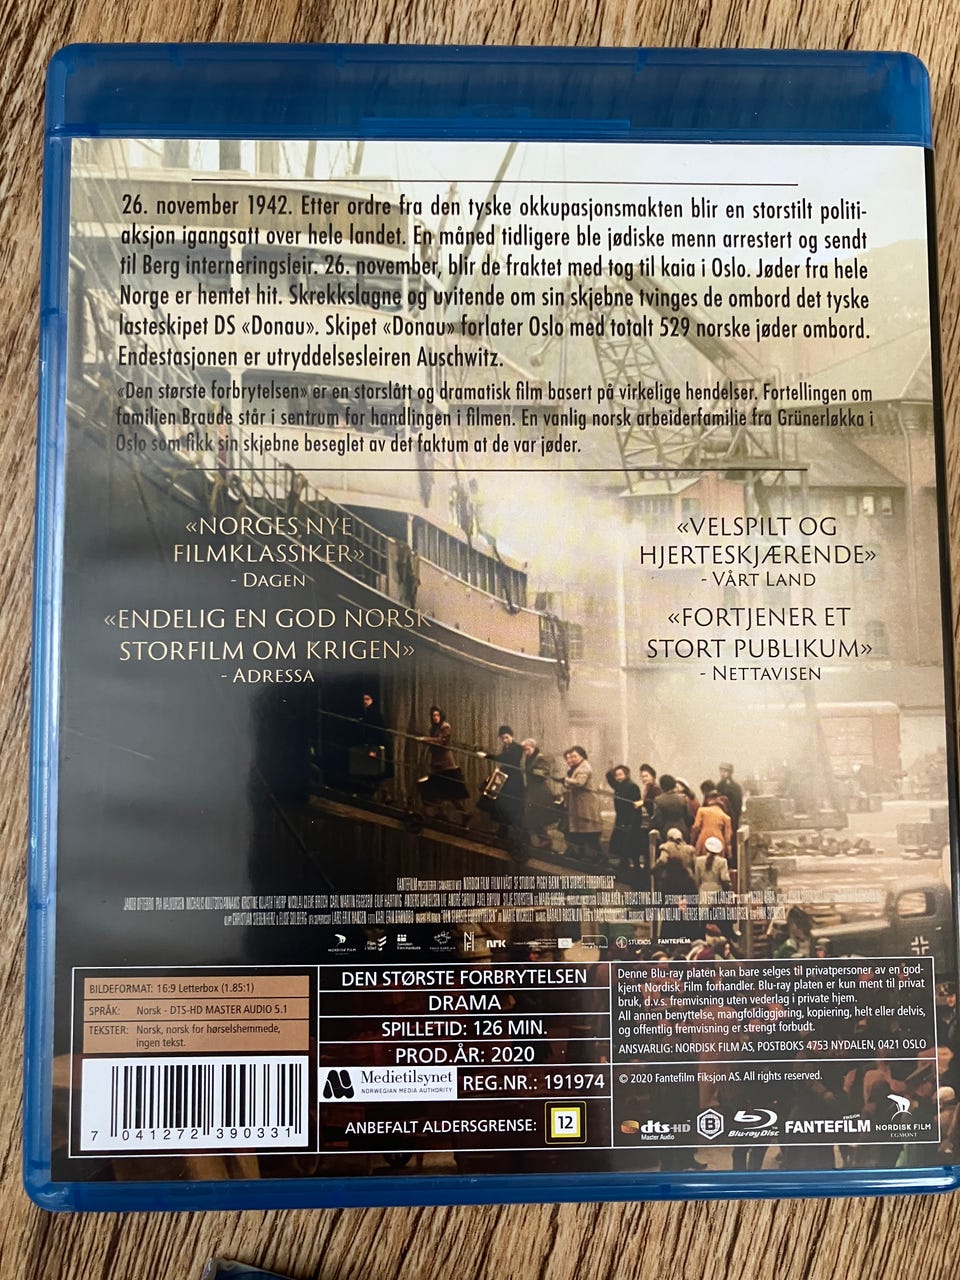 26. november 1942. Etter ordre fra den tyske okkupasjonsmakten blir en storstilt politi-
aksjon igangsatt over hele landet. En måned tidligere ble jødiske menn arrestert og sendt
til Berg interneringsleir. 26. november, blir de fraktet med tog til kaia i Oslo. Jøder fra hele
Norge er hentet hit. Skrekkslagne og uvitende om sin skjebne tvinges de ombord det tyske
lasteskipet DS «Donau». Skipet «Donau» forlater Oslo med totalt 529 norske jøder ombord.
Endestasjonen er utryddelsesleiren Auschwitz.
«Den største forbrytelsen» er en storslått og dramatisk film basert på virkelige hendelser. Fortellingen om
familien Braude står i sentrum for handlingen i filmen. En vanlig norsk arbeiderfamilie fra Grünerløkka i
Oslo som fikk sin skjebne beseglet av det faktum at de var jøder.
«NORGES NYE
FILMKLASSIKER»
- DAGEN
«VELSPILT OG
HJERTESKJÆRENDE»
- VÅRT LAND
«ENDELIG EN GOD NORSK
STORFILM OM KRIGEN»
- ADRESSA
«FORTJENER ET
STORT PUBLIKUM»
- NETTAVISEN
FANTEFILM
NORDISK FILM
"DEN STØRSTE FORBRYTELSEN"
NRK
STUDIOS
FANTEFILM
BILDEFORMAT: 16:9 Letterbox (1.85:1)
SPRÅK: Norsk - DTS-HD MASTER AUDIO 5.1
TEKSTER: Norsk, norsk for hørselshemmede,
ingen tekst.
7 041272 390331
DEN STØRSTE FORBRYTELSEN
DRAMA
SPILLETID: 126 MIN.
PROD.ÅR: 2020
Medietilsynet
NORWEGIAN MEDIA AUTHORITY
REG.NR.: 191974
ANBEFALT ALDERSGRENSE: 12
Denne Blu-ray platen kan bare selges til privatpersoner av en god-
kjent Nordisk Film forhandler. Blu-ray platen er kun ment til privat
bruk, d.v.s. fremvisning uten vederlag i private hjem.
All annen benyttelse, mangfoldiggjøring, kopiering, helt eller delvis,
og offentlig fremvisning er strengt forbudt.
ANSVARLIG: NORDISK FILM AS, POSTBOKS 4753 NYDALEN, 0421 OSLO
© 2020 Fantefilm Fiksjon AS. All rights reserved.
dts-HD
Master Audio
B
Blu-ray Disc
FANTEFILM
FIKSJON
NORDISK FILM
EGMONT